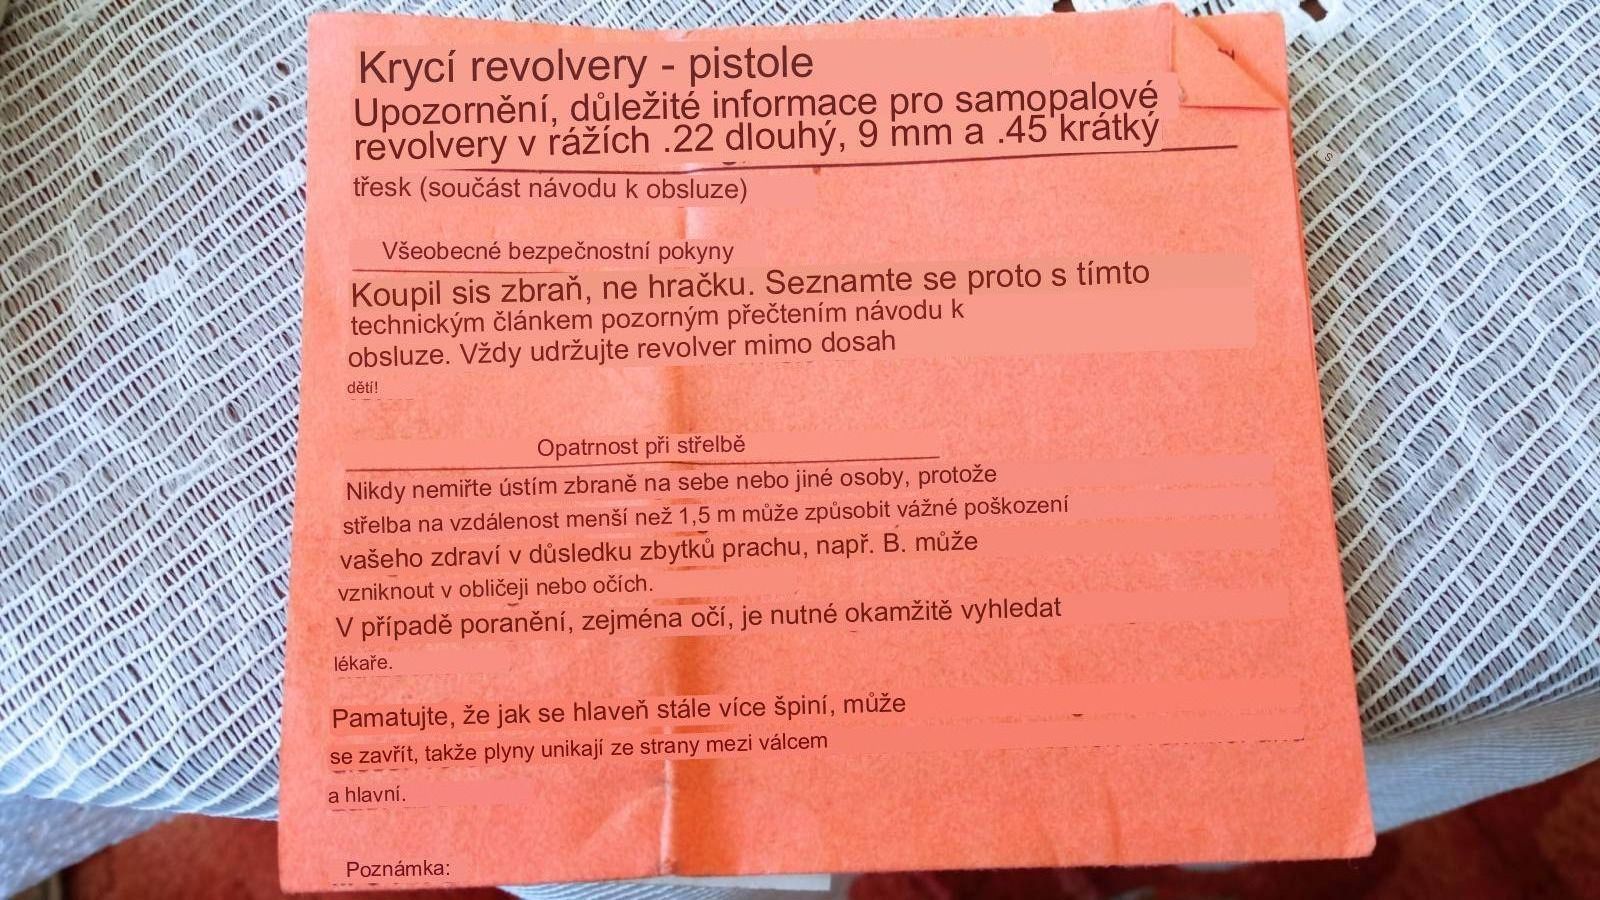 Krycí revolvery - pistole
Upozornění, důležité informace pro samopalové
revolvery v rážích .22 dlouhý, 9 mm a .45 krátký
třesk (součást návodu k obsluze)
Všeobecné bezpečnostní pokyny
Koupil sis zbraň, ne hračku. Seznamte se proto s tímto
technickým článkem pozorným přečtením návodu k
obsluze. Vždy udržujte revolver mimo dosah
dětí!
Opatrnost při střelbě
Nikdy nemiřte ústím zbraně na sebe nebo jiné osoby, protože
střelba na vzdálenost menší než 1,5 m může způsobit vážné poškození
vašeho zdraví v důsledku zbytků prachu, např. B. může
vzniknout v obličeji nebo očích.
V případě poranění, zejména očí, je nutné okamžitě vyhledat
lékaře.
Pamatujte, že jak se hlaveň stále více špiní, může
se zavřít, takže plyny unikají ze strany mezi válcem
a hlavní.
Poznámka: